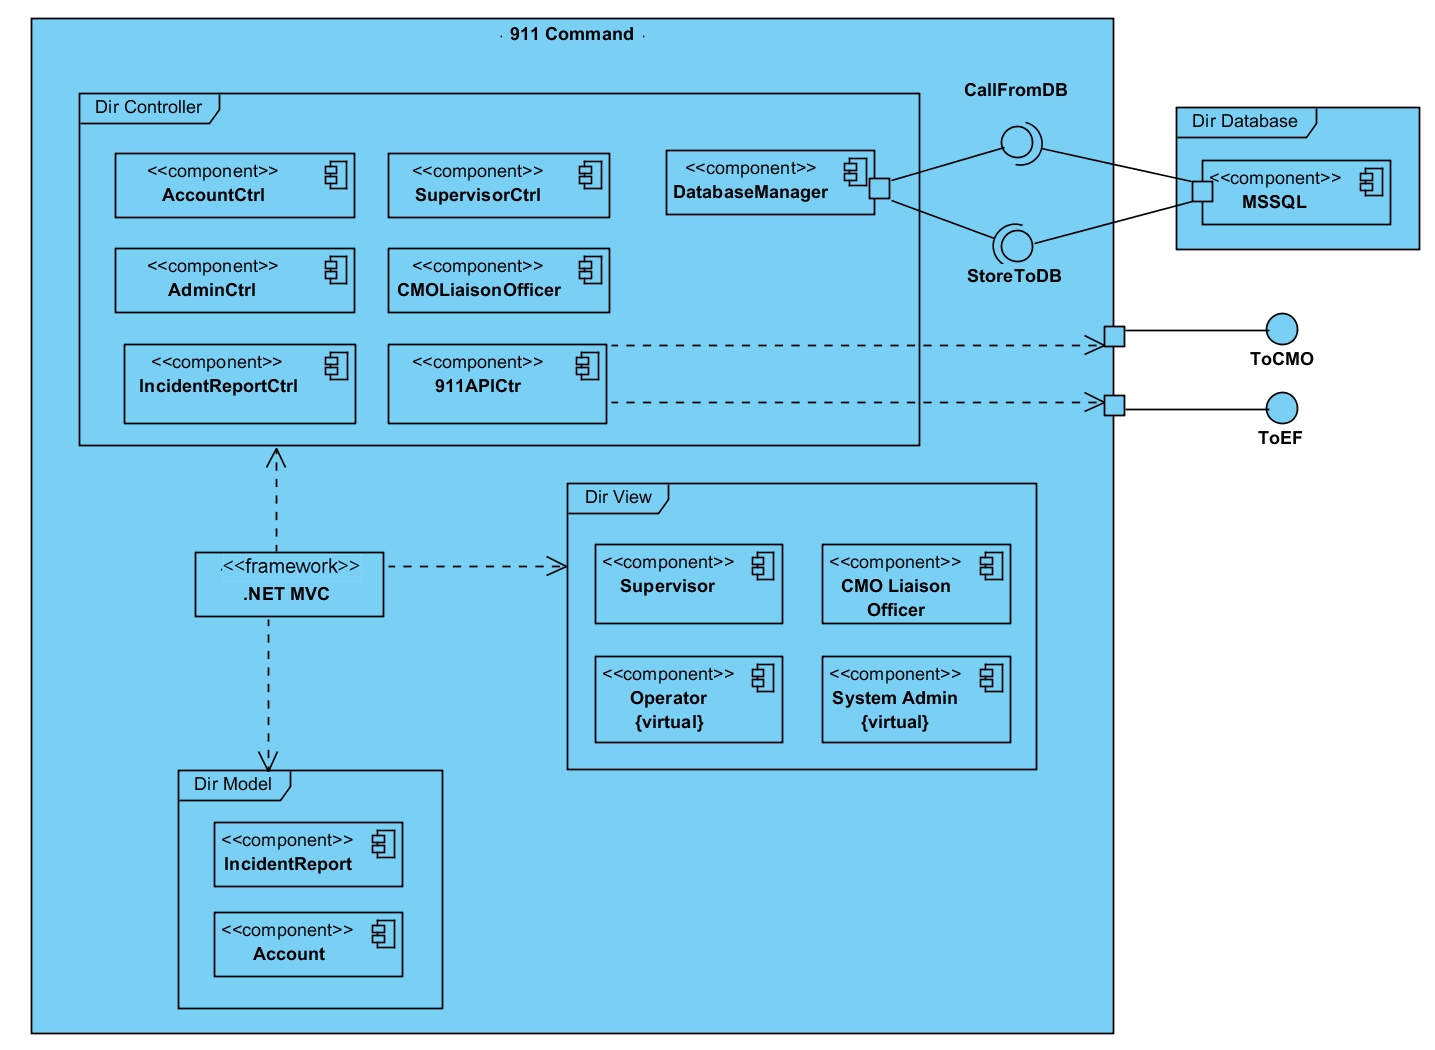 911 Command
Dir Controller
<<component>>
AccountCtrl
<<component>>
SupervisorCtrl
<<component>>
DatabaseManager
<<component>>
AdminCtrl
<<component>>
CMOLiaisonOfficer
<<component>>
IncidentReportCtrl
<<component>>
911APICtr
CallFromDB
StoreToDB
Dir Database
<<component>>
MSSQL
ToCMO
ToEF
<<framework>>
.NET MVC
Dir View
<<component>>
Supervisor
<<component>>
CMO Liaison
Officer
<<component>>
Operator
{virtual}
<<component>>
System Admin
{virtual}
Dir Model
<<component>>
IncidentReport
<<component>>
Account